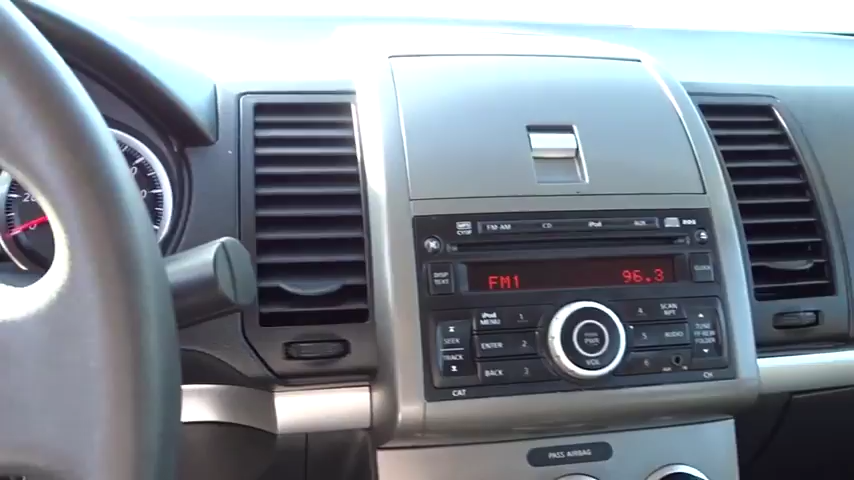 FM·AM CD iPod AUX
DISP
TEXT
FM1 96.3
CLOCK
iPod
MENU 1
4 SCAN
RPT
SEEK
ENTER 2
PWR
5 AUDIO
TUNE
FF·REW
FOLDER
TRACK
BACK 3
VOL
6
CAT
CH
PASS AIRBAG
20